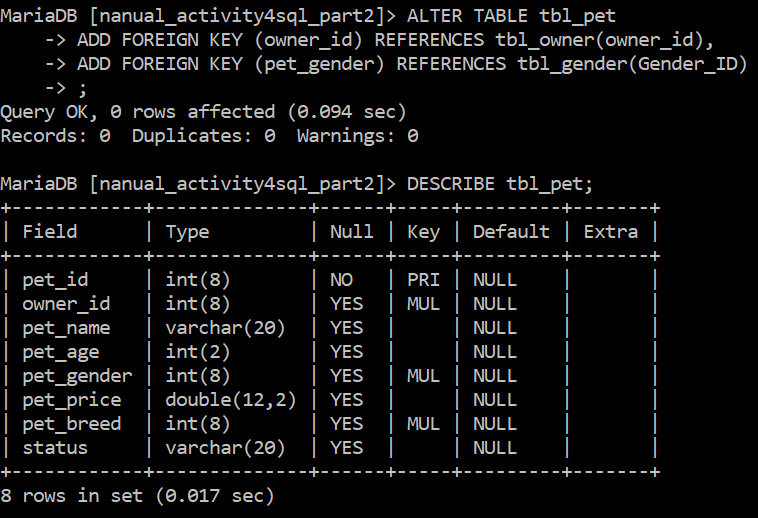 MariaDB [nanual_activity4sql_part2]> ALTER TABLE tbl_pet
    -> ADD FOREIGN KEY (owner_id) REFERENCES tbl_owner(owner_id),
    -> ADD FOREIGN KEY (pet_gender) REFERENCES tbl_gender(Gender_ID)
    -> ;
Query OK, 0 rows affected (0.094 sec)
Records: 0  Duplicates: 0  Warnings: 0

MariaDB [nanual_activity4sql_part2]> DESCRIBE tbl_pet;
+------------+--------------+------+-----+---------+-------+
| Field      | Type         | Null | Key | Default | Extra |
+------------+--------------+------+-----+---------+-------+
| pet_id     | int(8)       | NO   | PRI | NULL    |       |
| owner_id   | int(8)       | YES  | MUL | NULL    |       |
| pet_name   | varchar(20)  | YES  |     | NULL    |       |
| pet_age    | int(2)       | YES  |     | NULL    |       |
| pet_gender | int(8)       | YES  | MUL | NULL    |       |
| pet_price  | double(12,2) | YES  |     | NULL    |       |
| pet_breed  | int(8)       | YES  | MUL | NULL    |       |
| status     | varchar(20)  | YES  |     | NULL    |       |
+------------+--------------+------+-----+---------+-------+
8 rows in set (0.017 sec)